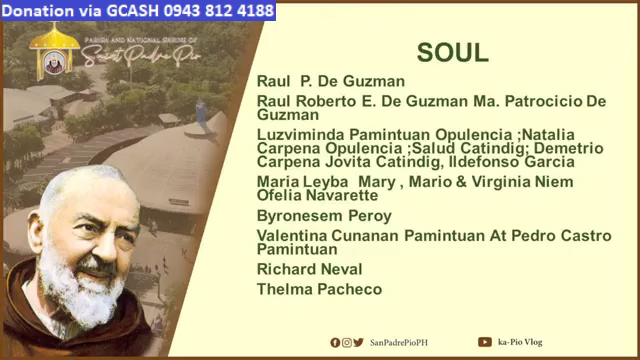 Donation via GCASH 0943 812 4188
PARISH AND NATIONAL SHRINE OF
Saint Padre Pio
SOUL
Raul P. De Guzman
Raul Roberto E. De Guzman Ma. Patrocicio De
Guzman
Luzviminda Pamintuan Opulencia ;Natalia
Carpena Opulencia ;Salud Catindig; Demetrio
Carpena Jovita Catindig, Ildefonso Garcia
Maria Leyba Mary , Mario & Virginia Niem
Ofelia Navarette
Byronesem Peroy
Valentina Cunanan Pamintuan At Pedro Castro
Pamintuan
Richard Neval
Thelma Pacheco
SanPadrePioPH
ka-Pio Vlog